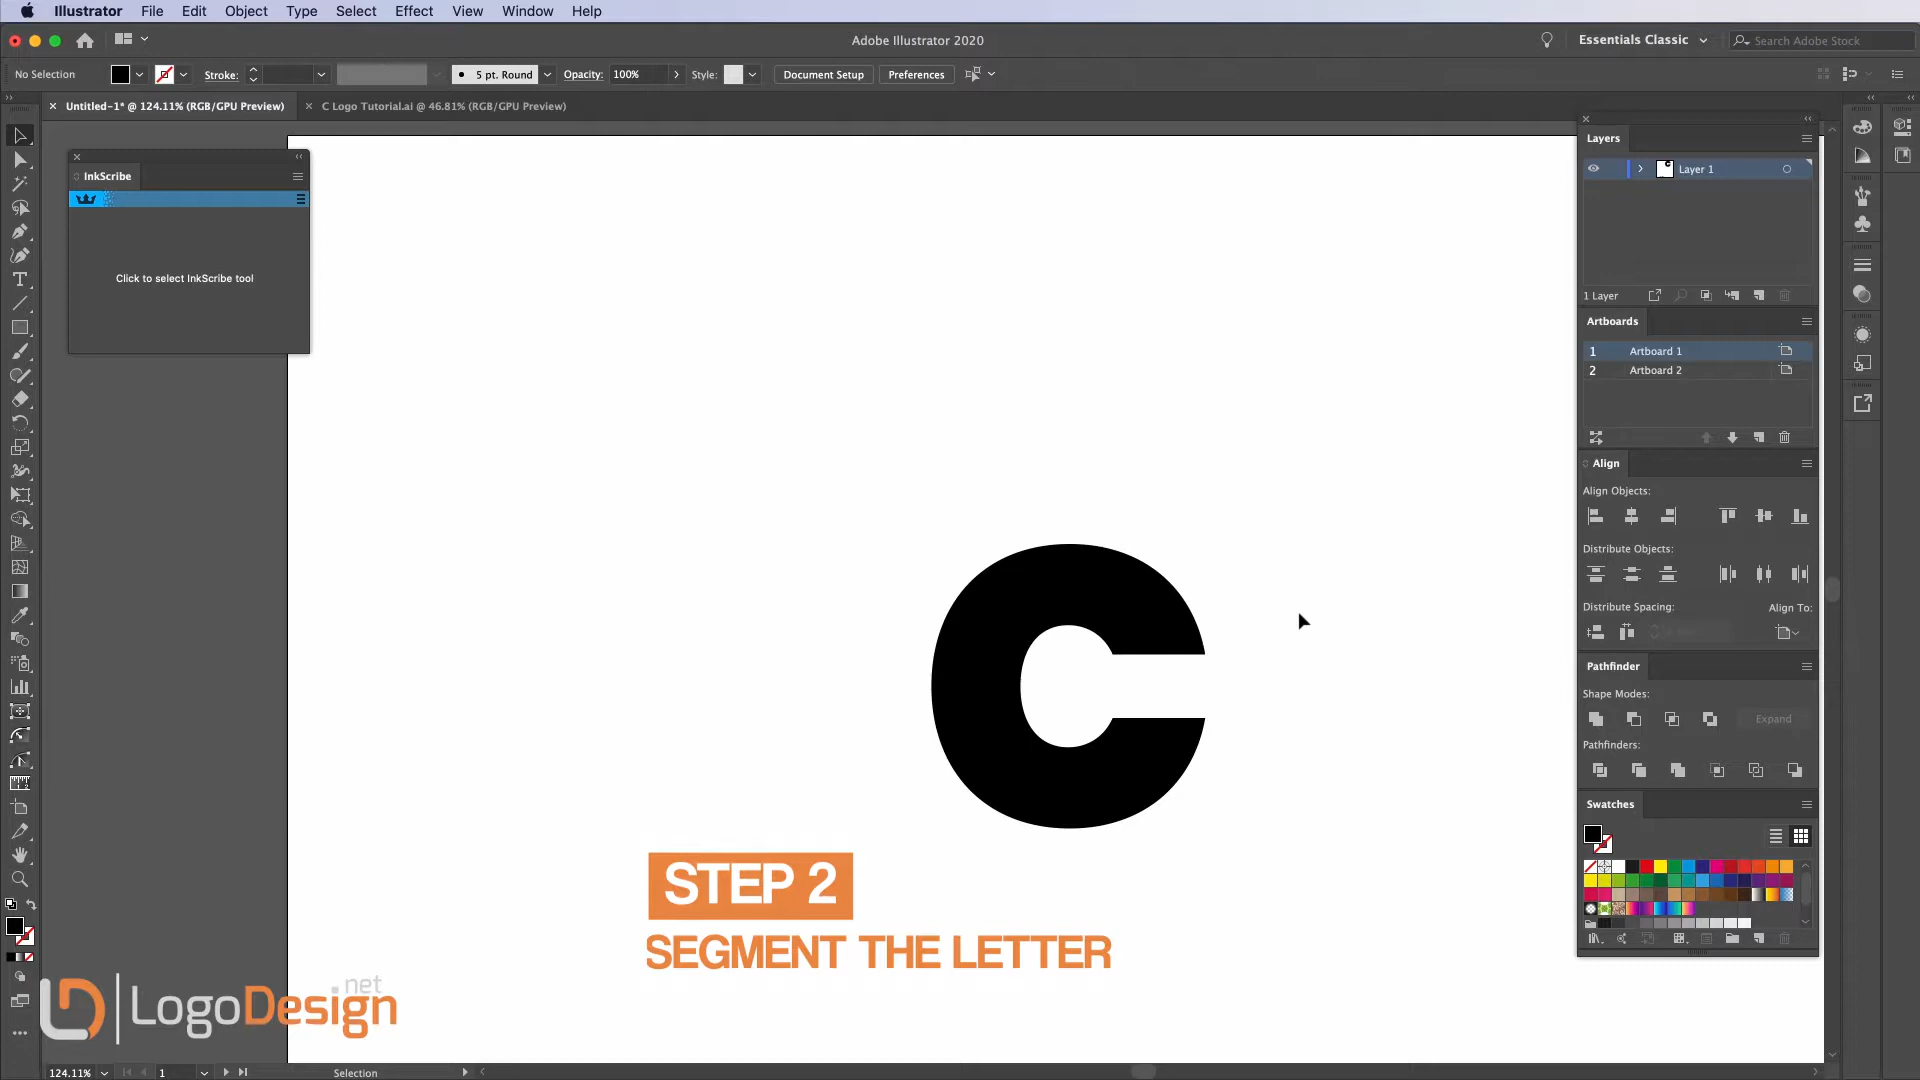 Illustrator File Edit Object Type Select Effect View Window Help
Adobe Illustrator 2020
Essentials Classic
Search Adobe Stock
No Selection
Stroke:
5 pt. Round
Opacity: 100%
Style:
Document Setup
Preferences
Untitled-1* @ 124.11% (RGB/GPU Preview)
C Logo Tutorial.ai @ 46.81% (RGB/GPU Preview)
InkScribe
Click to select InkScribe tool
Layers
Layer 1
1 Layer
Artboards
1 Artboard 1
2 Artboard 2
Align
Align Objects:
Distribute Objects:
Distribute Spacing:
Align To:
Pathfinder
Shape Modes:
Expand
Pathfinders:
Swatches
C
STEP 2
SEGMENT THE LETTER
LogoDesign.net
124.11%
1
Selection